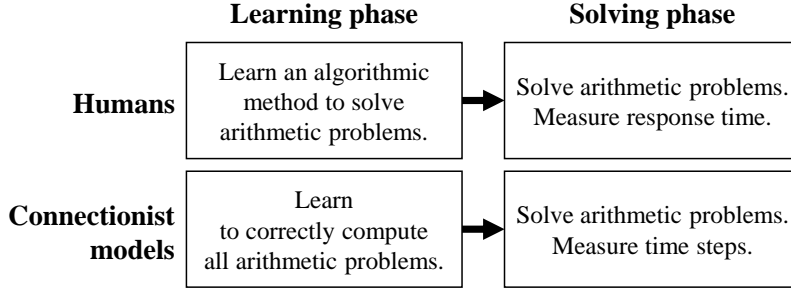 Learning phase
Solving phase
Humans
Learn an algorithmic
method to solve
arithmetic problems.
Solve arithmetic problems.
Measure response time.
Connectionist
models
Learn
to correctly compute
all arithmetic problems.
Solve arithmetic problems.
Measure time steps.